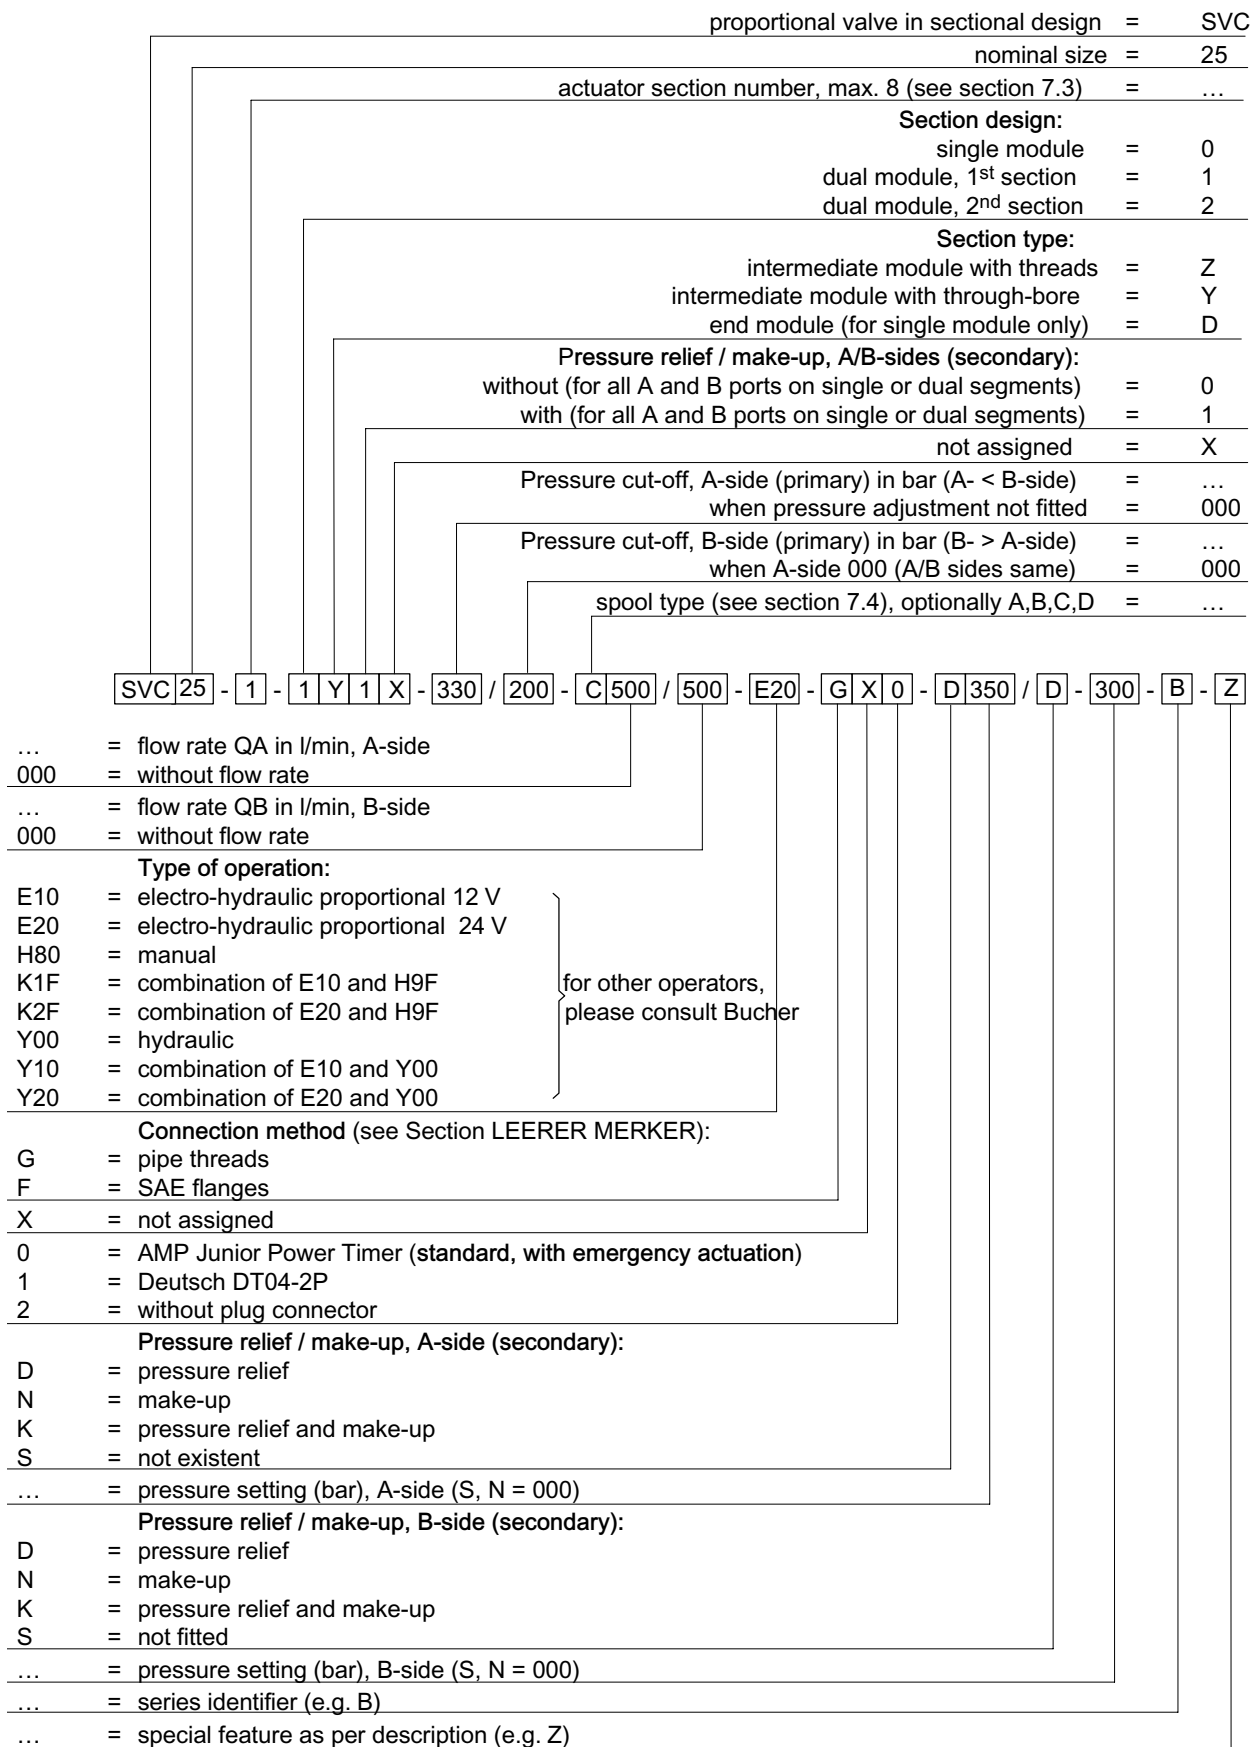 proportional valve in sectional design = SVC
nominal size = 25
actuator section number, max. 8 (see section 7.3) = …
Section design:
single module = 0
dual module, 1st section = 1
dual module, 2nd section = 2
Section type:
intermediate module with threads = Z
intermediate module with through-bore = Y
end module (for single module only) = D
Pressure relief / make-up, A/B-sides (secondary):
without (for all A and B ports on single or dual segments) = 0
with (for all A and B ports on single or dual segments) = 1
not assigned = X
Pressure cut-off, A-side (primary) in bar (A- < B-side) = …
when pressure adjustment not fitted = 000
Pressure cut-off, B-side (primary) in bar (B- > A-side) = …
when A-side 000 (A/B sides same) = 000
spool type (see section 7.4), optionally A,B,C,D = …
SVC 25 - 1 - 1 Y 1 X - 330 / 200 - C 500 / 500 - E20 - G X 0 - D 350 / D - 300 - B - Z
… = flow rate QA in l/min, A-side
000 = without flow rate
… = flow rate QB in l/min, B-side
000 = without flow rate
Type of operation:
E10 = electro-hydraulic proportional 12 V
E20 = electro-hydraulic proportional 24 V
H80 = manual
K1F = combination of E10 and H9F for other operators,
K2F = combination of E20 and H9F please consult Bucher
Y00 = hydraulic
Y10 = combination of E10 and Y00
Y20 = combination of E20 and Y00
Connection method (see Section LEERER MERKER):
G = pipe threads
F = SAE flanges
X = not assigned
0 = AMP Junior Power Timer (standard, with emergency actuation)
1 = Deutsch DT04-2P
2 = without plug connector
Pressure relief / make-up, A-side (secondary):
D = pressure relief
N = make-up
K = pressure relief and make-up
S = not existent
… = pressure setting (bar), A-side (S, N = 000)
Pressure relief / make-up, B-side (secondary):
D = pressure relief
N = make-up
K = pressure relief and make-up
S = not fitted
… = pressure setting (bar), B-side (S, N = 000)
… = series identifier (e.g. B)
… = special feature as per description (e.g. Z)